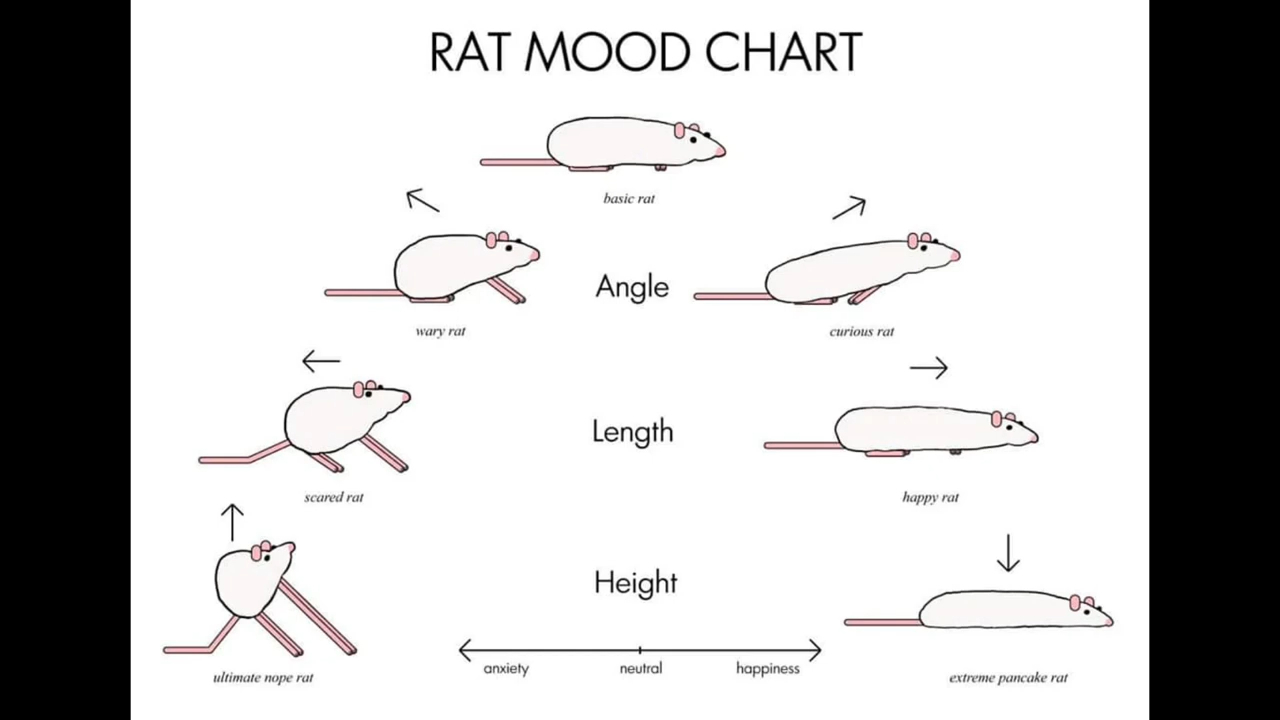 RAT MOOD CHART
basic rat
wary rat
Angle
curious rat
scared rat
Length
happy rat
ultimate nope rat
Height
anxiety
neutral
happiness
extreme pancake rat